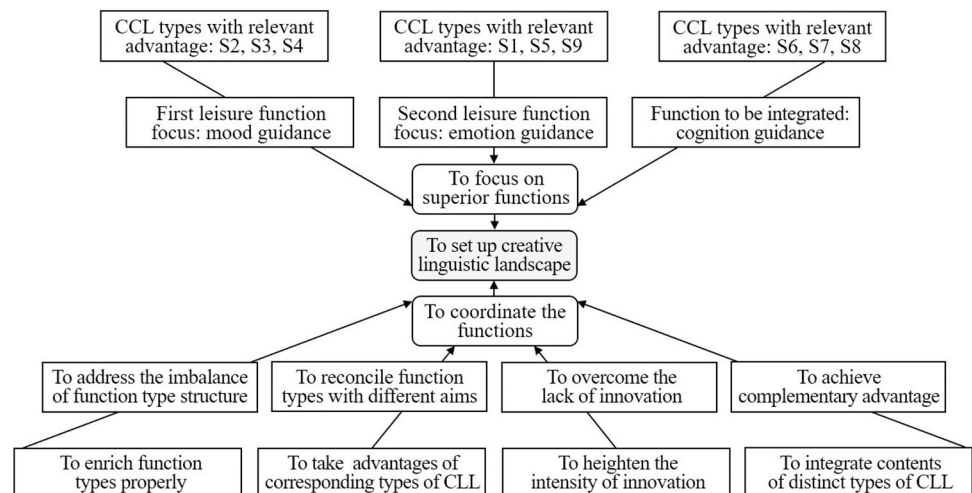 CCL types with relevant
advantage: S2, S3, S4
CCL types with relevant
advantage: S1, S5, S9
CCL types with relevant
advantage: S6, S7, S8
First leisure function
focus: mood guidance
Second leisure function
focus: emotion guidance
Function to be integrated:
cognition guidance
To focus on
superior functions
To set up creative
linguistic landscape
To coordinate the
functions
To address the imbalance
of function type structure
To reconcile function
types with different aims
To overcome the
lack of innovation
To achieve
complementary advantage
To enrich function
types properly
To take advantages of
corresponding types of CLL
To heighten the
intensity of innovation
To integrate contents
of distinct types of CLL